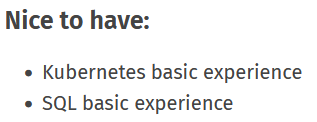 Nice to have:
• Kubernetes basic experience
• SQL basic experience